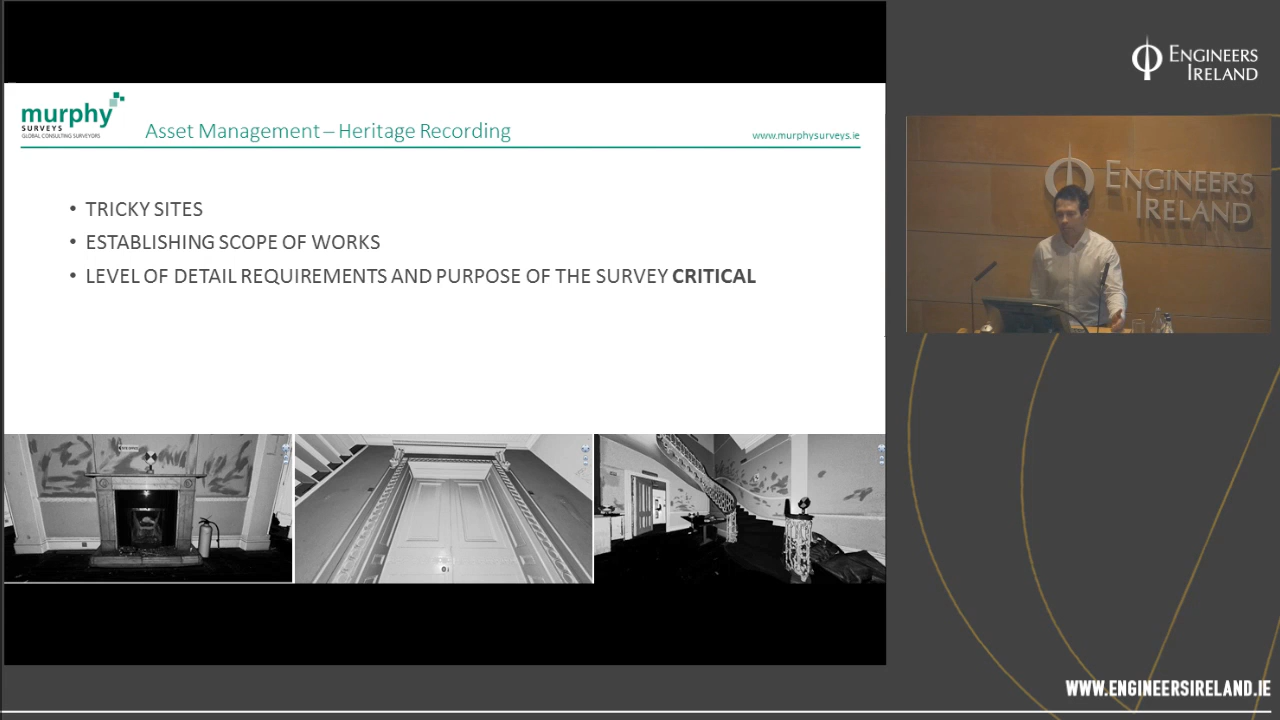 murphy
SURVEYS
GLOBAL CONSULTING SURVEYORS
Asset Management – Heritage Recording
www.murphysurveys.ie
• TRICKY SITES
• ESTABLISHING SCOPE OF WORKS
• LEVEL OF DETAIL REQUIREMENTS AND PURPOSE OF THE SURVEY CRITICAL
ENGINEERS
IRELAND
ENGINEERS
IRELAND
WWW.ENGINEERSIRELAND.IE